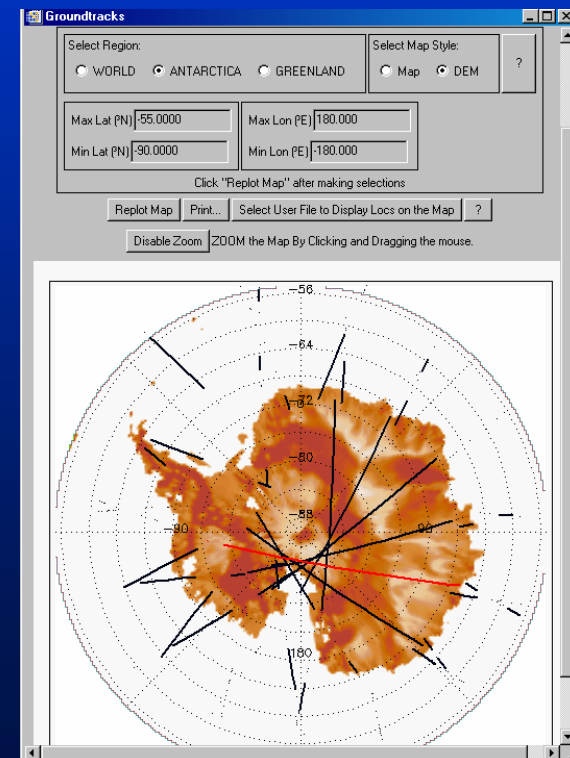 Groundtracks
Select Region:
WORLD ANTARCTICA GREENLAND
Select Map Style:
Map DEM
?
Max Lat (ºN) -55.0000
Min Lat (ºN) -90.0000
Max Lon (ºE) 180.000
Min Lon (ºE) -180.000
Click "Replot Map" after making selections
Replot Map Print... Select User File to Display Locs on the Map ?
Disable Zoom ZOOM the Map By Clicking and Dragging the mouse.
-56
-64
-72
-80
-88
-90 90
180